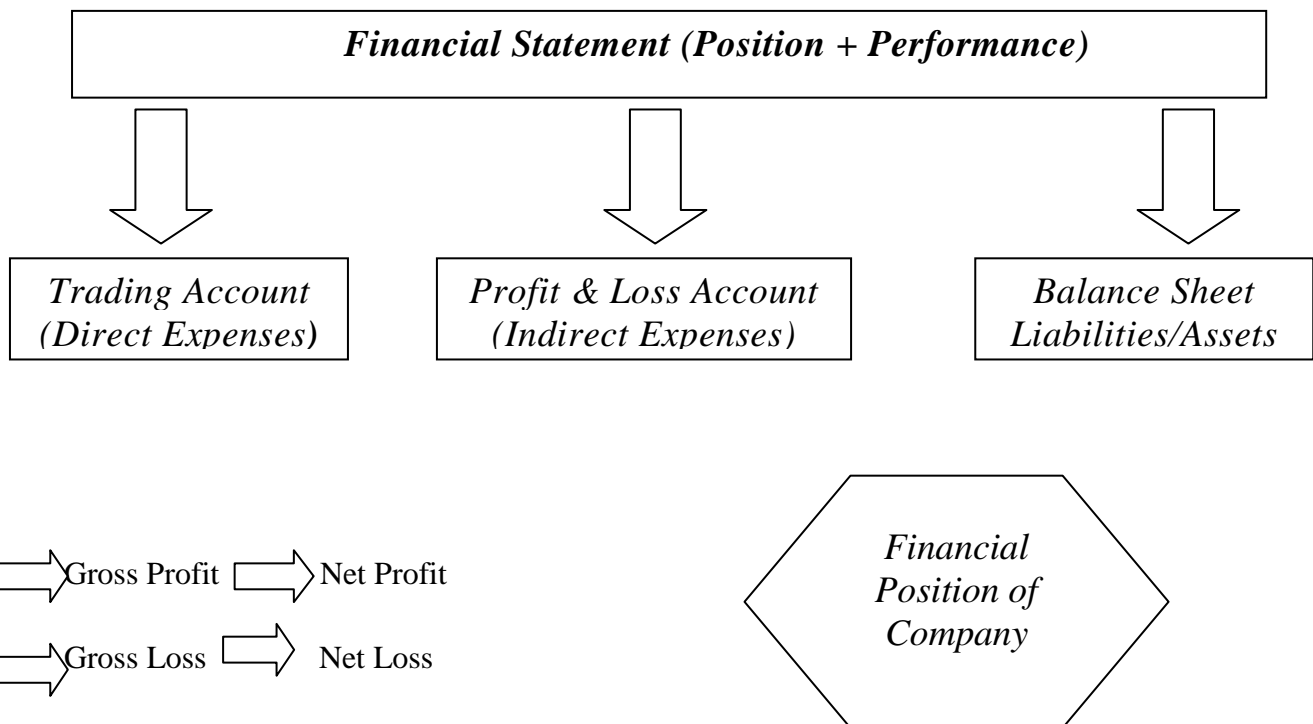 Financial Statement (Position + Performance)
Trading Account
(Direct Expenses)
Profit & Loss Account
(Indirect Expenses)
Balance Sheet
Liabilities/Assets
Gross Profit Net Profit
Gross Loss Net Loss
Financial
Position of
Company